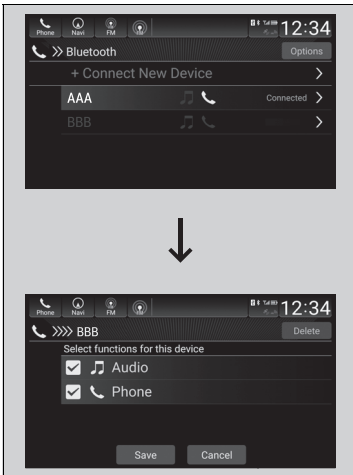 Phone Navi FM 12:34
Bluetooth Options
+ Connect New Device
AAA Connected
BBB
Phone Navi FM 12:34
BBB Delete
Select functions for this device
Audio
Phone
Save Cancel